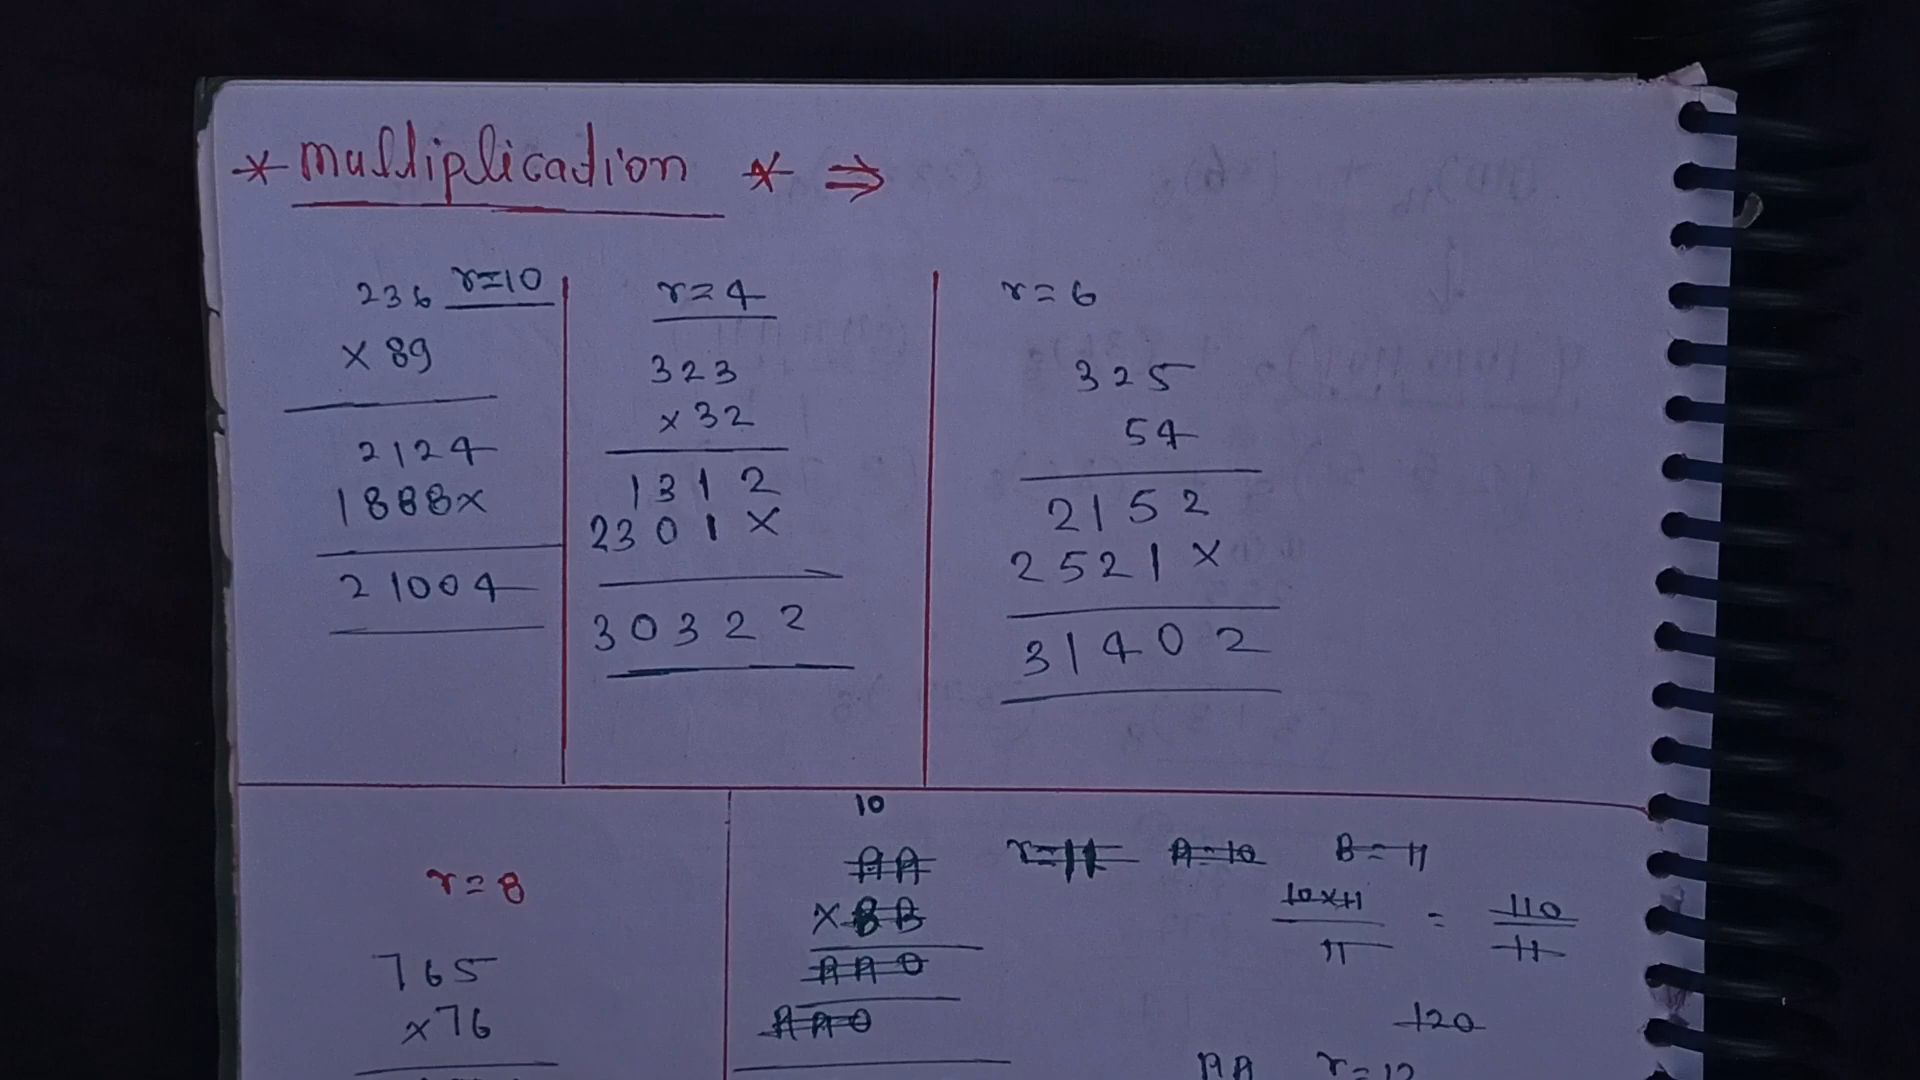 * multiplication * ⇒
r=10
236
× 89
2124
1888×
21004
r=4
323
×32
1312
2301×
30322
r=6
325
54
2152
2521×
31402
r=8
765
×76
10
AA
×BB
AA0
AA0
r=11 A=10 B=11
10×11 = 110
11 11
120
AA r=12